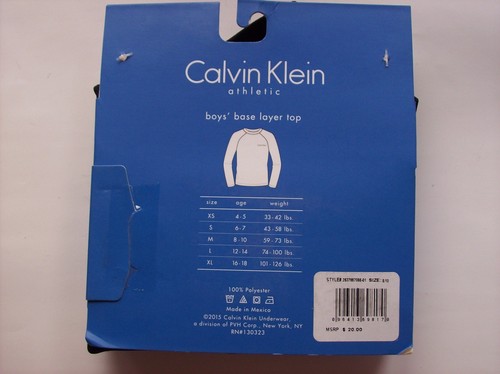 Calvin Klein
athletic
boys' base layer top
size age weight
XS 4-5 33-42 lbs.
S 6-7 43-58 lbs.
M 8-10 59-73 lbs.
L 12-14 74-100 lbs.
XL 16-18 101-126 lbs.
100% Polyester
Made in Mexico
©2015 Calvin Klein Underwear,
a division of PVH Corp., New York, NY
RN#130323
MSRP $ 20.00